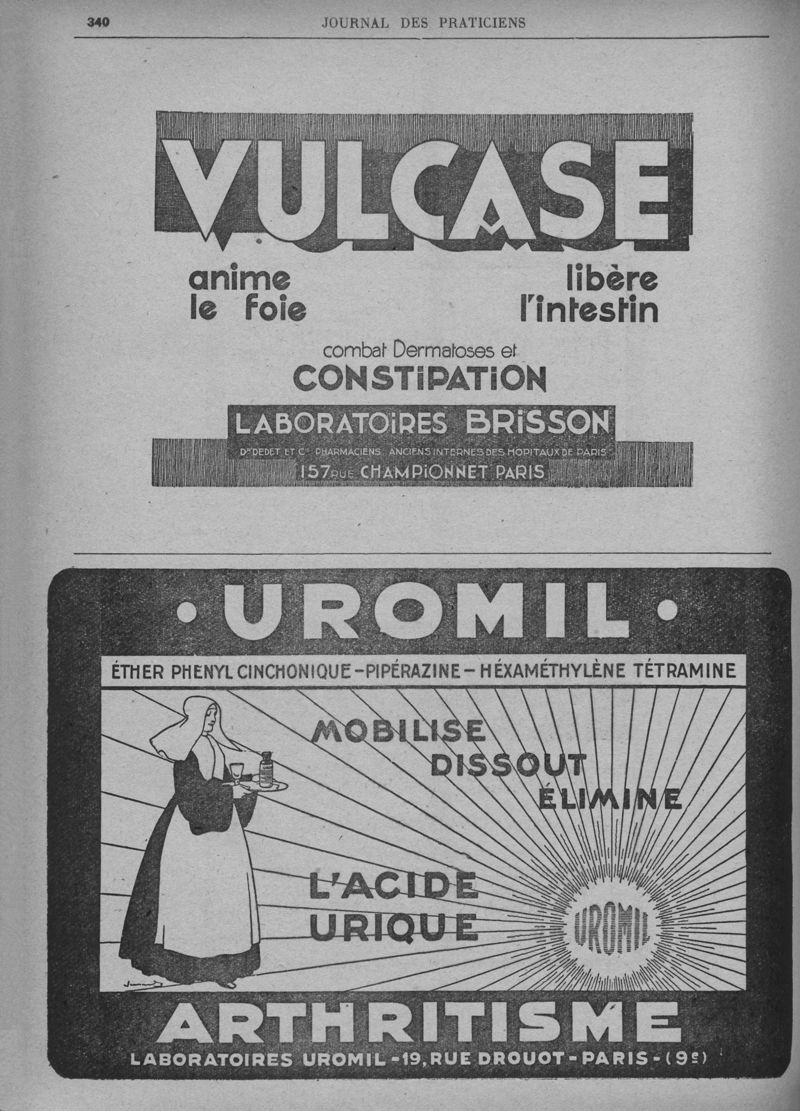 340
JOURNAL DES PRATICIENS
VULCASE
anime
le foie
libère
l'intestin
combat Dermatoses et
CONSTiPATiON
LABORATOiRES BRiSSON
Drs DEDET ET Cie PHARMACIENS. ANCIENS INTERNES DES HOPITAUX DE PARIS
157 RUE CHAMPiONNET PARIS
• UROMIL •
ÉTHER PHENYL CINCHONIQUE – PIPÉRAZINE – HÉXAMÉTHYLÈNE TÉTRAMINE
MOBILISE
DISSOUT
ÉLIMINE
L'ACIDE
URIQUE
UROMIL
ARTHRITISME
LABORATOIRES UROMIL - 19, RUE DROUOT - PARIS - (9e)